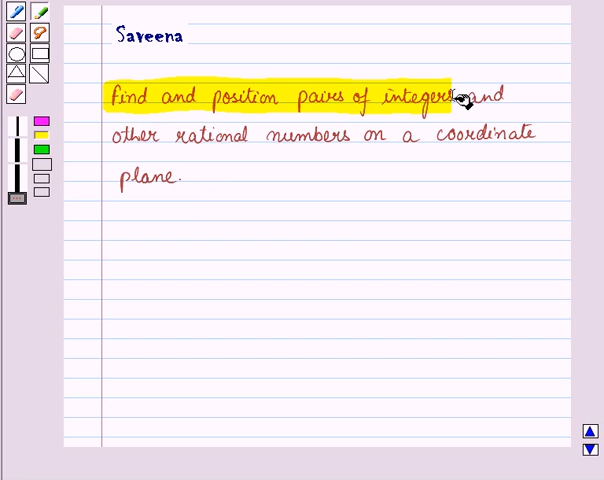 Saveena
Find and position pairs of integers and
other rational numbers on a coordinate
plane.